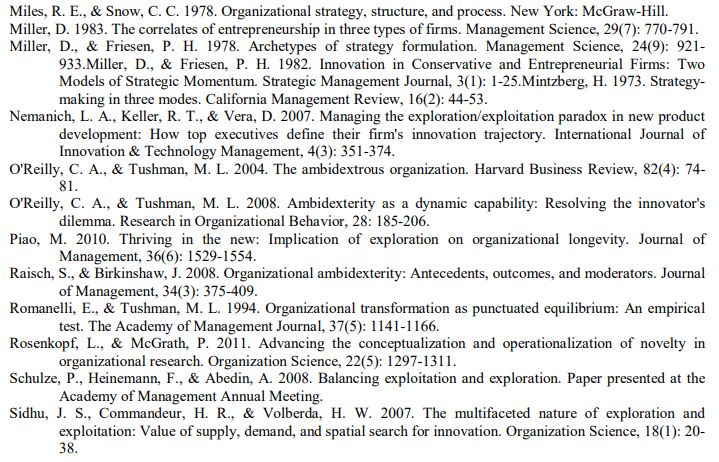 Miles, R. E., & Snow, C. C. 1978. Organizational strategy, structure, and process. New York: McGraw-Hill.
Miller, D. 1983. The correlates of entrepreneurship in three types of firms. Management Science, 29(7): 770-791.
Miller, D., & Friesen, P. H. 1978. Archetypes of strategy formulation. Management Science, 24(9): 921-
933.Miller, D., & Friesen, P. H. 1982. Innovation in Conservative and Entrepreneurial Firms: Two
Models of Strategic Momentum. Strategic Management Journal, 3(1): 1-25.Mintzberg, H. 1973. Strategy-
making in three modes. California Management Review, 16(2): 44-53.
Nemanich, L. A., Keller, R. T., & Vera, D. 2007. Managing the exploration/exploitation paradox in new product
development: How top executives define their firm's innovation trajectory. International Journal of
Innovation & Technology Management, 4(3): 351-374.
O'Reilly, C. A., & Tushman, M. L. 2004. The ambidextrous organization. Harvard Business Review, 82(4): 74-
81.
O'Reilly, C. A., & Tushman, M. L. 2008. Ambidexterity as a dynamic capability: Resolving the innovator's
dilemma. Research in Organizational Behavior, 28: 185-206.
Piao, M. 2010. Thriving in the new: Implication of exploration on organizational longevity. Journal of
Management, 36(6): 1529-1554.
Raisch, S., & Birkinshaw, J. 2008. Organizational ambidexterity: Antecedents, outcomes, and moderators. Journal
of Management, 34(3): 375-409.
Romanelli, E., & Tushman, M. L. 1994. Organizational transformation as punctuated equilibrium: An empirical
test. The Academy of Management Journal, 37(5): 1141-1166.
Rosenkopf, L., & McGrath, P. 2011. Advancing the conceptualization and operationalization of novelty in
organizational research. Organization Science, 22(5): 1297-1311.
Schulze, P., Heinemann, F., & Abedin, A. 2008. Balancing exploitation and exploration. Paper presented at the
Academy of Management Annual Meeting.
Sidhu, J. S., Commandeur, H. R., & Volberda, H. W. 2007. The multifaceted nature of exploration and
exploitation: Value of supply, demand, and spatial search for innovation. Organization Science, 18(1): 20-
38.